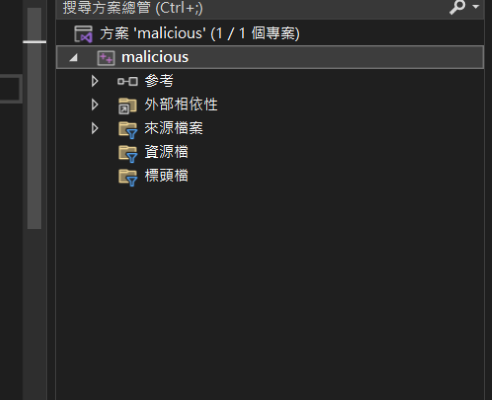 搜尋方案總管 (Ctrl+;)
方案 'malicious' (1 / 1 個專案)
malicious
參考
外部相依性
來源檔案
資源檔
標頭檔